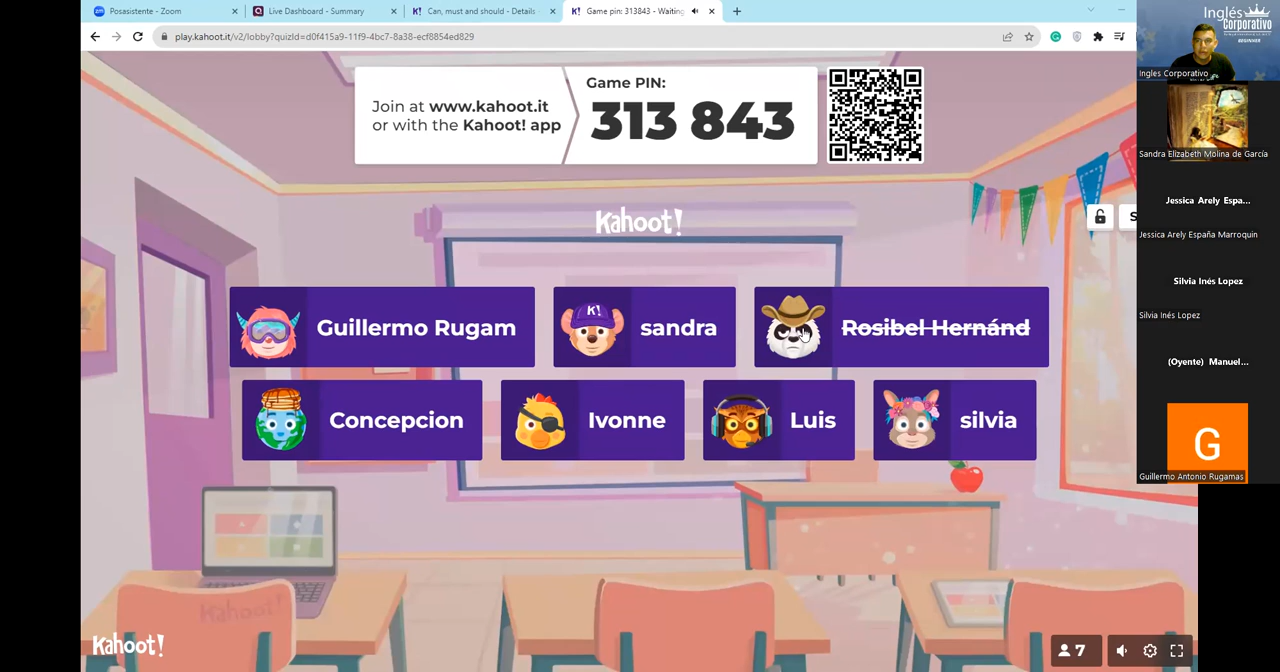 Posasistente - Zoom
Live Dashboard - Summary
Can, must and should - Details
Game pin: 313843 - Waiting
play.kahoot.it/v2/lobby?quizId=d0f415a9-11f9-4bc7-8a38-ecf8854ed829
Join at www.kahoot.it
or with the Kahoot! app
Game PIN:
313 843
Kahoot!
Guillermo Rugam
sandra
Rosibel Hernánd
Concepcion
Ivonne
Luis
silvia
Kahoot!
Kahoot!
7
Inglés
Corporativo
BEGINNER
Ingles Corporativo
Sandra Elizabeth Molina de García
Jessica Arely Espa...
Jessica Arely España Marroquin
Silvia Inés Lopez
Silvia Inés Lopez
(Oyente) Manuel...
G
Guillermo Antonio Rugamas